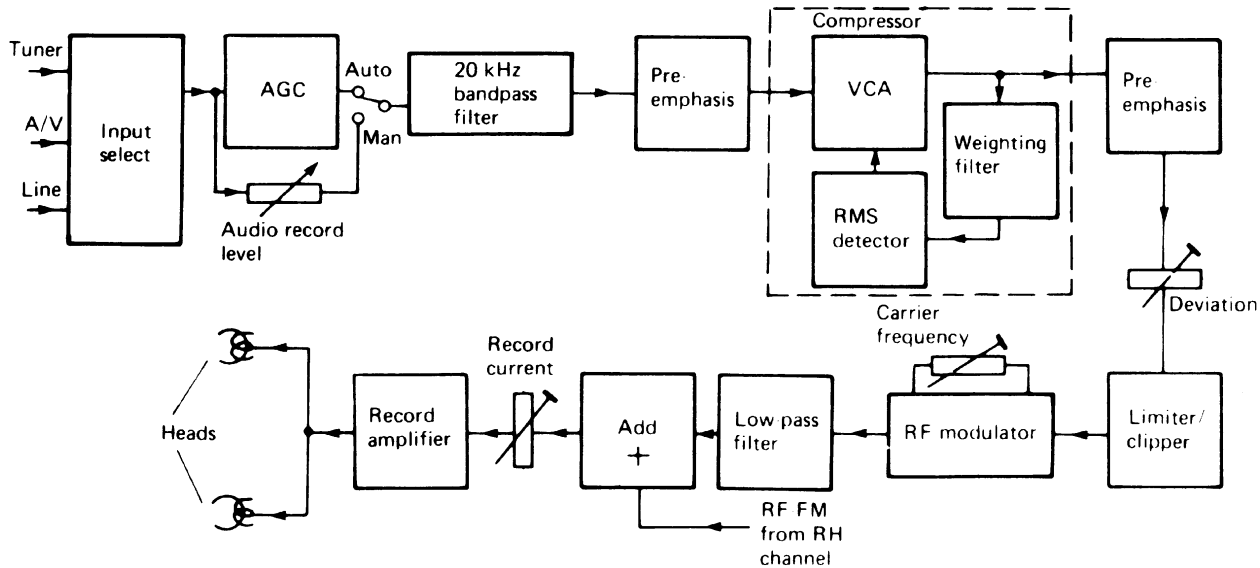 Tuner
A/V
Line
Input
select
AGC
Auto
Man
Audio record
level
20 kHz
bandpass
filter
Pre-
emphasis
Compressor
VCA
Weighting
filter
RMS
detector
Pre-
emphasis
Deviation
Limiter/
clipper
Carrier
frequency
RF modulator
Low-pass
filter
Add
+
RF-FM
from RH
channel
Record
current
Record
amplifier
Heads